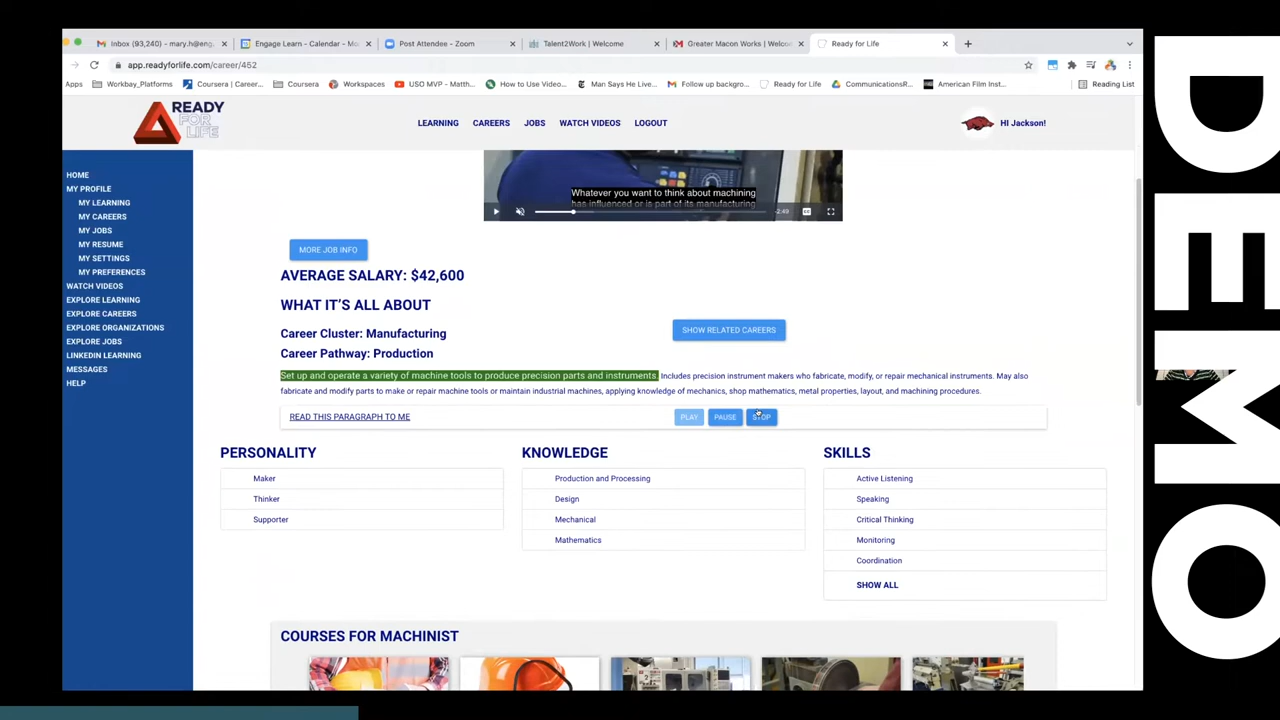 Inbox (93,240) - mary.h@eng
Engage Learn - Calendar - Mo
Post Attendee - Zoom
Talent2Work | Welcome
Greater Macon Works | Welcom
Ready for Life
app.readyforlife.com/career/452
Apps
Workbay_Platforms
Coursera | Career...
Coursera
Workspaces
USO MVP - Matth...
How to Use Video...
Man Says He Live...
Follow up backgro...
Ready for Life
CommunicationsR...
American Film Inst...
Reading List
READY
FOR
LIFE
LEARNING
CAREERS
JOBS
WATCH VIDEOS
LOGOUT
HI Jackson!
HOME
MY PROFILE
MY LEARNING
MY CAREERS
MY JOBS
MY RESUME
MY SETTINGS
MY PREFERENCES
WATCH VIDEOS
EXPLORE LEARNING
EXPLORE CAREERS
EXPLORE ORGANIZATIONS
EXPLORE JOBS
LINKEDIN LEARNING
MESSAGES
HELP
Whatever you want to think about machining
has influenced or is part of its manufacturing
-2:49
MORE JOB INFO
AVERAGE SALARY: $42,600
WHAT IT'S ALL ABOUT
Career Cluster: Manufacturing
SHOW RELATED CAREERS
Career Pathway: Production
Set up and operate a variety of machine tools to produce precision parts and instruments. Includes precision instrument makers who fabricate, modify, or repair mechanical instruments. May also
fabricate and modify parts to make or repair machine tools or maintain industrial machines, applying knowledge of mechanics, shop mathematics, metal properties, layout, and machining procedures.
READ THIS PARAGRAPH TO ME
PLAY
PAUSE
STOP
PERSONALITY
Maker
Thinker
Supporter
KNOWLEDGE
Production and Processing
Design
Mechanical
Mathematics
SKILLS
Active Listening
Speaking
Critical Thinking
Monitoring
Coordination
SHOW ALL
COURSES FOR MACHINIST
DEMO